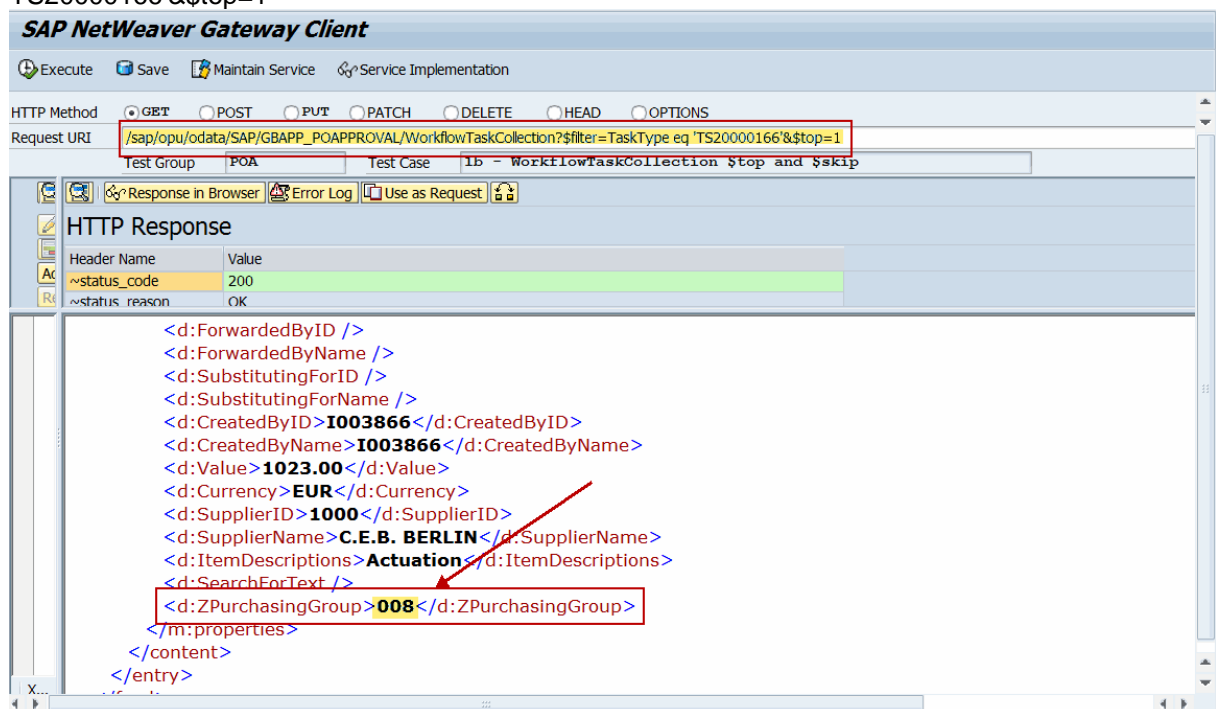 TS20000166'&$top=1
SAP NetWeaver Gateway Client
Execute Save Maintain Service Service Implementation
HTTP Method GET POST PUT PATCH DELETE HEAD OPTIONS
Request URI /sap/opu/odata/SAP/GBAPP_POAPPROVAL/WorkflowTaskCollection?$filter=TaskType eq 'TS20000166'&$top=1
Test Group POA Test Case 1b - WorkflowTaskCollection $top and $skip
Response in Browser Error Log Use as Request
HTTP Response
Header Name Value
~status_code 200
~status_reason OK
<d:ForwardedByID />
<d:ForwardedByName />
<d:SubstitutingForID />
<d:SubstitutingForName />
<d:CreatedByID>I003866</d:CreatedByID>
<d:CreatedByName>I003866</d:CreatedByName>
<d:Value>1023.00</d:Value>
<d:Currency>EUR</d:Currency>
<d:SupplierID>1000</d:SupplierID>
<d:SupplierName>C.E.B. BERLIN</d:SupplierName>
<d:ItemDescriptions>Actuation</d:ItemDescriptions>
<d:SearchForText />
<d:ZPurchasingGroup>008</d:ZPurchasingGroup>
</m:properties>
</content>
</entry>
X...